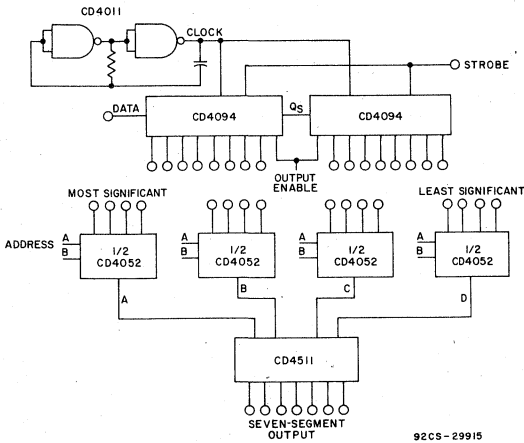 CD4011
CLOCK
STROBE
DATA
CD4094
QS
CD4094
OUTPUT
ENABLE
MOST SIGNIFICANT
LEAST SIGNIFICANT
ADDRESS
A
B
1/2
CD4052
A
B
1/2
CD4052
A
B
1/2
CD4052
A
B
1/2
CD4052
A
B
C
D
CD4511
SEVEN-SEGMENT
OUTPUT
92CS-29915